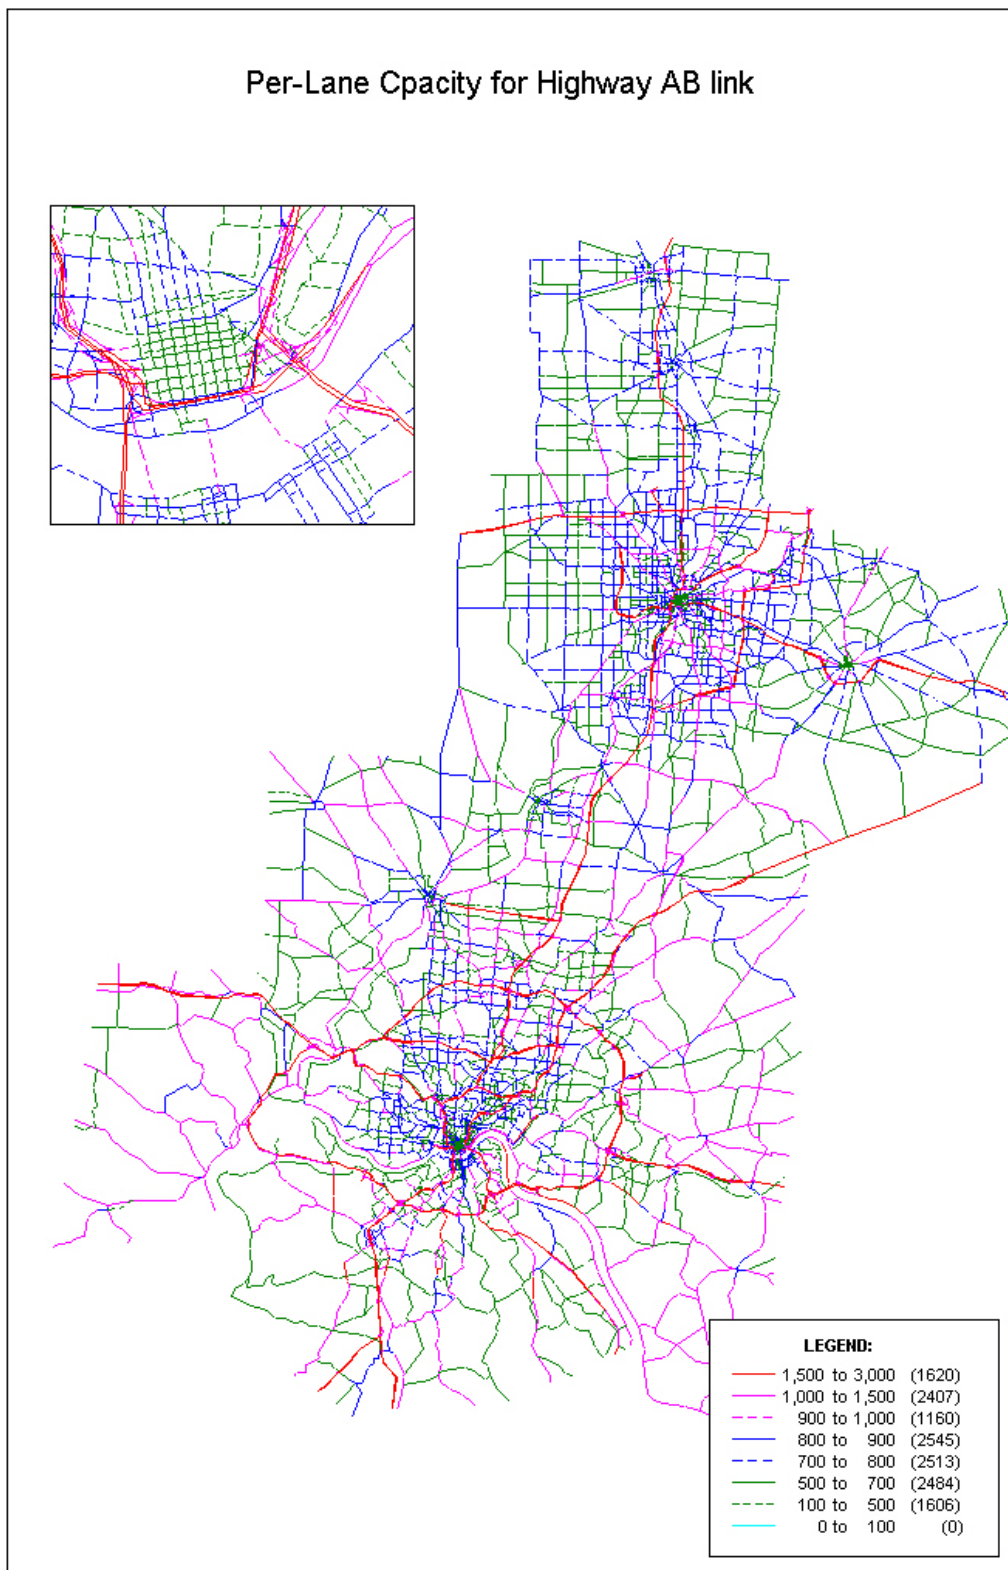 Per-Lane Cpacity for Highway AB link
LEGEND:
1,500 to 3,000 (1620)
1,000 to 1,500 (2407)
900 to 1,000 (1160)
800 to 900 (2545)
700 to 800 (2513)
500 to 700 (2484)
100 to 500 (1606)
0 to 100 (0)